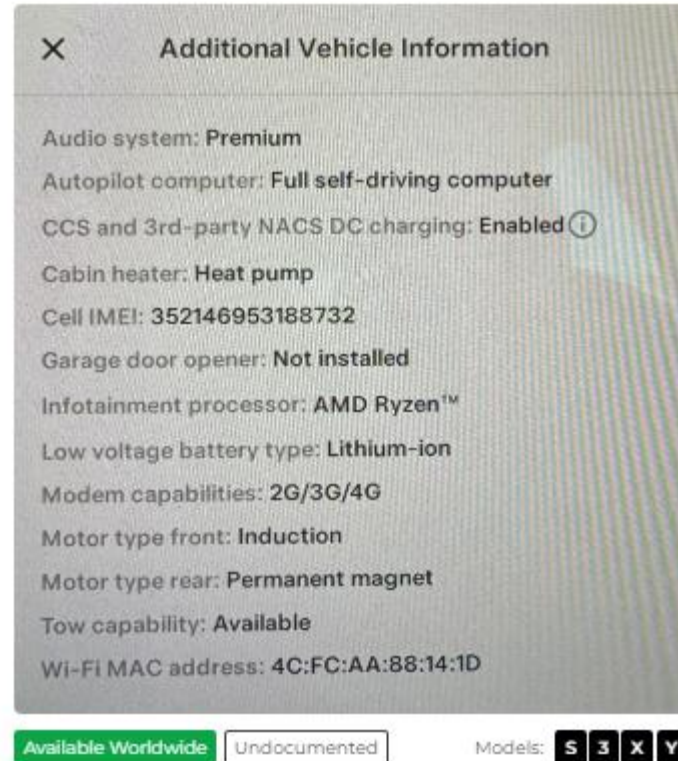 × Additional Vehicle Information
Audio system: Premium
Autopilot computer: Full self-driving computer
CCS and 3rd-party NACS DC charging: Enabled ⓘ
Cabin heater: Heat pump
Cell IMEI: 352146953188732
Garage door opener: Not installed
Infotainment processor: AMD Ryzen™
Low voltage battery type: Lithium-ion
Modem capabilities: 2G/3G/4G
Motor type front: Induction
Motor type rear: Permanent magnet
Tow capability: Available
Wi-Fi MAC address: 4C:FC:AA:88:14:1D
Available Worldwide Undocumented Models: S 3 X Y